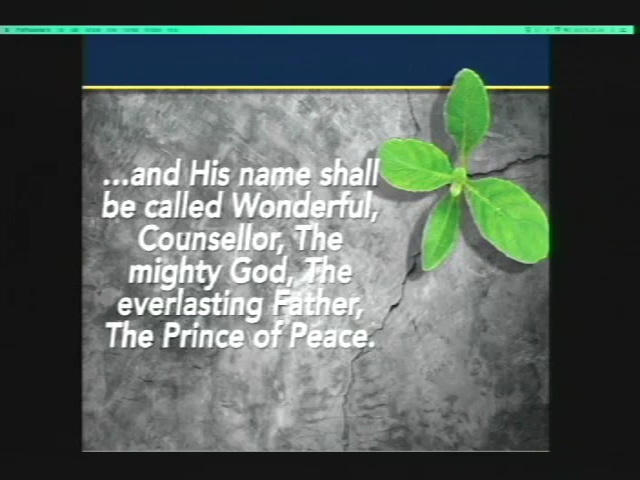 ...and His name shall
be called Wonderful,
Counsellor, The
mighty God, The
everlasting Father,
The Prince of Peace.